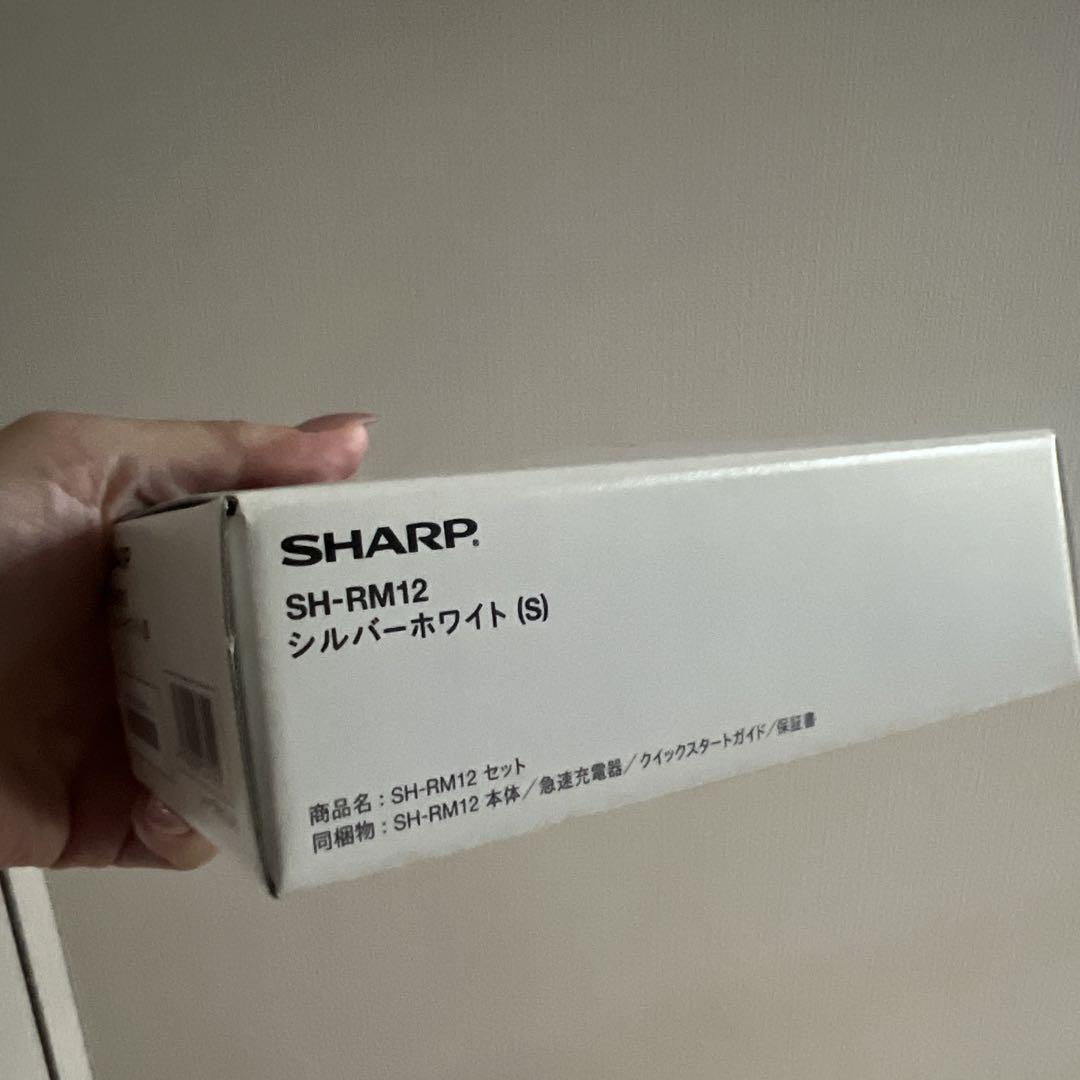 SHARP
SH-RM12
シルバーホワイト (S)
商品名：SH-RM12 セット
同梱物：SH-RM12 本体／急速充電器／クイックスタートガイド／保証書